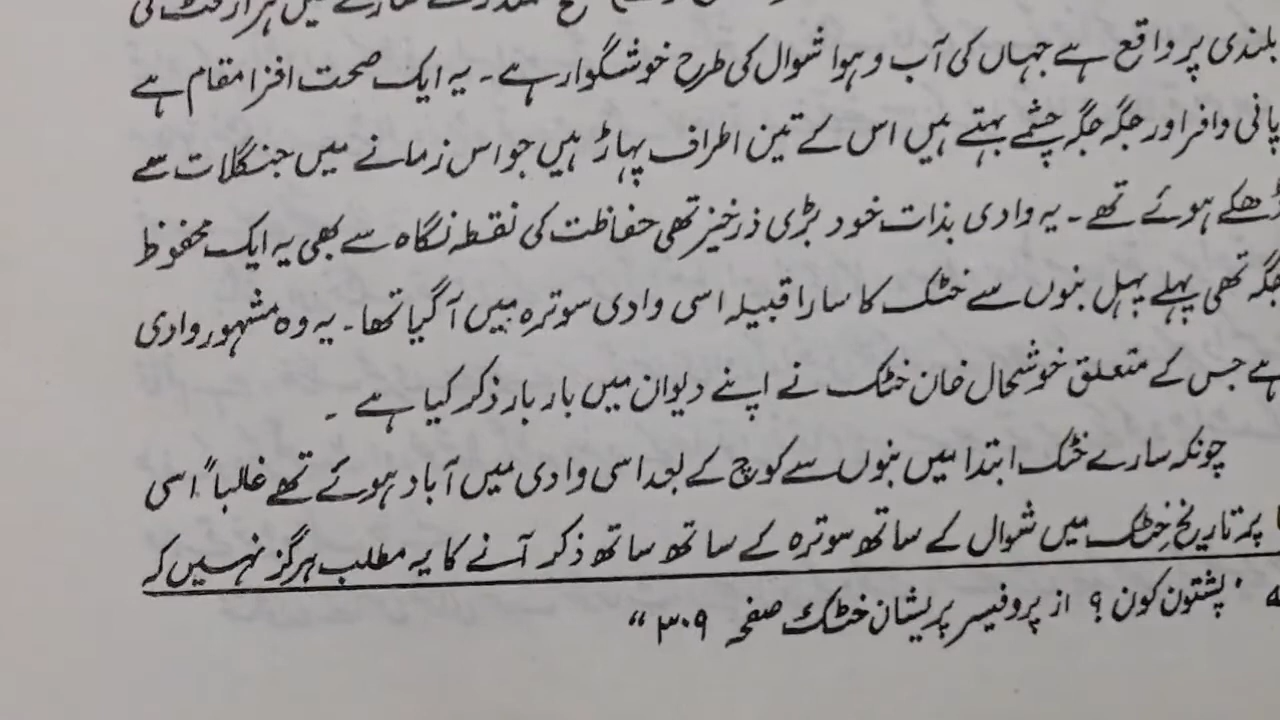 بلندی پر واقع ہے جہاں کی آب و ہوا شوال کی طرح خوشگوار ہے ۔ یہ ایک صحت افزا مقام ہے
پانی وافر اور جگہ جگہ چشمے بہتے ہیں اس کے تین اطراف پہاڑ ہیں جو اس زمانے میں جنگلات سے
ڈھکے ہوئے تھے ۔ یہ وادی بذات خود بڑی ذرخیز تھی حفاظت کی نقطہ نگاہ سے بھی یہ ایک محفوظ
جگہ تھی پہلے پہل بنوں سے خٹک کا سارا قبیلہ اسی وادی سوترہ میں آگیا تھا ۔ یہ وہ مشہور وادی
ہے جس کے متعلق خوشحال خان خٹک نے اپنے دیوان میں بار بار ذکر کیا ہے ۔
چونکہ سارے خٹک ابتدا میں بنوں سے کوچ کے بعد اسی وادی میں آباد ہوئے تھے غالباً اسی
پر تاریخ خٹک میں شوال کے ساتھ سوترہ کے ساتھ ساتھ ذکر آنے کا یہ مطلب ہرگز نہیں کہ
لہ ' پشتون کون ؟ از پروفیسر پریشان خٹک صفحہ ۳۰۹ "